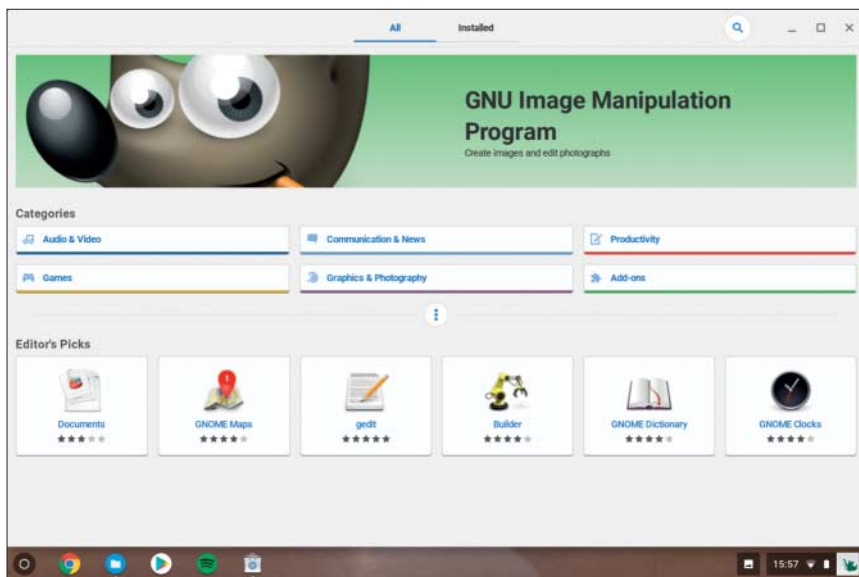 All Installed
GNU Image Manipulation
Program
Create images and edit photographs
Categories
Audio & Video Communication & News Productivity
Games Graphics & Photography Add-ons
Editor's Picks
Documents GNOME Maps gedit Builder GNOME Dictionary GNOME Clocks
15:57